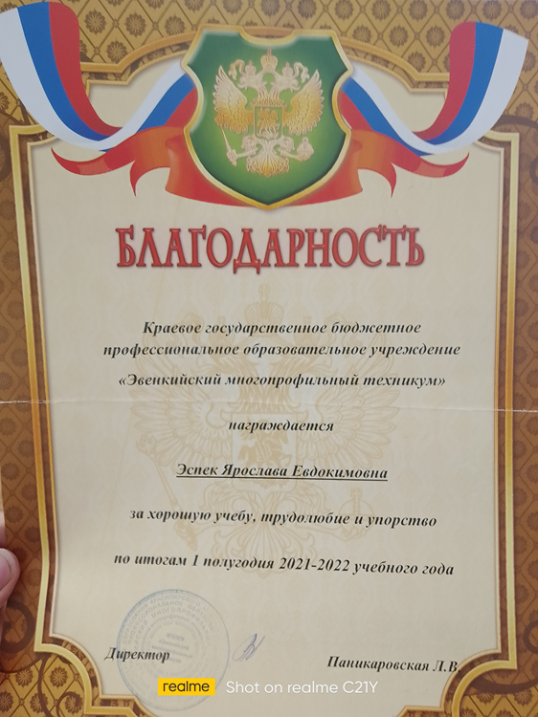 БЛАГОДАРНОСТЬ
Краевое государственное бюджетное
профессиональное образовательное учреждение
«Эвенкийский многопрофильный техникум»
награждается
Эспек Ярослава Евдокимовна
за хорошую учебу, трудолюбие и упорство
по итогам 1 полугодия 2021-2022 учебного года
Директор
Паникаровская Л.В
realme Shot on realme C21Y